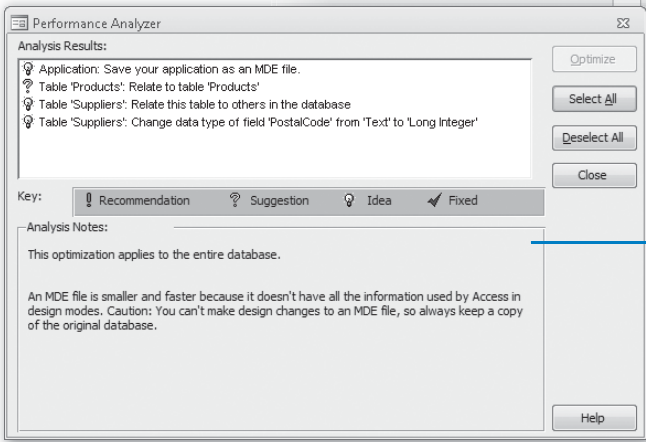 Performance Analyzer
Analysis Results:
Application: Save your application as an MDE file.
Table 'Products': Relate to table 'Products'
Table 'Suppliers': Relate this table to others in the database
Table 'Suppliers': Change data type of field 'PostalCode' from 'Text' to 'Long Integer'
Optimize
Select All
Deselect All
Close
Key:
Recommendation Suggestion Idea Fixed
Analysis Notes:
This optimization applies to the entire database.
An MDE file is smaller and faster because it doesn't have all the information used by Access in
design modes. Caution: You can't make design changes to an MDE file, so always keep a copy
of the original database.
Help